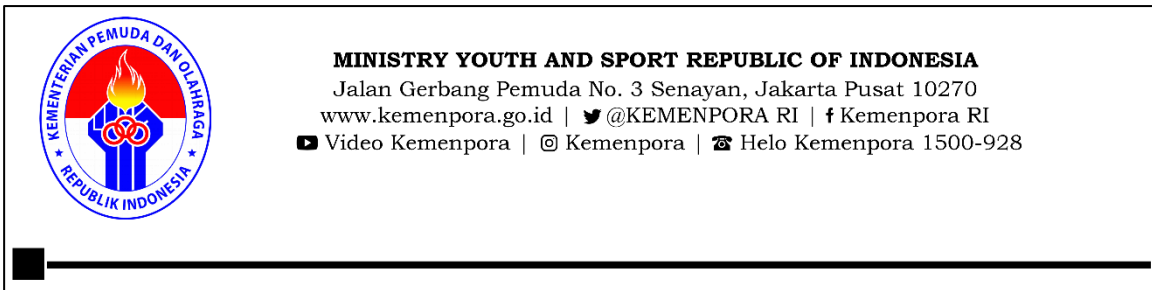 KEMENTERIAN PEMUDA DAN OLAHRAGA
REPUBLIK INDONESIA
MINISTRY YOUTH AND SPORT REPUBLIC OF INDONESIA
Jalan Gerbang Pemuda No. 3 Senayan, Jakarta Pusat 10270
www.kemenpora.go.id | @KEMENPORA RI | Kemenpora RI
Video Kemenpora | Kemenpora | Helo Kemenpora 1500-928